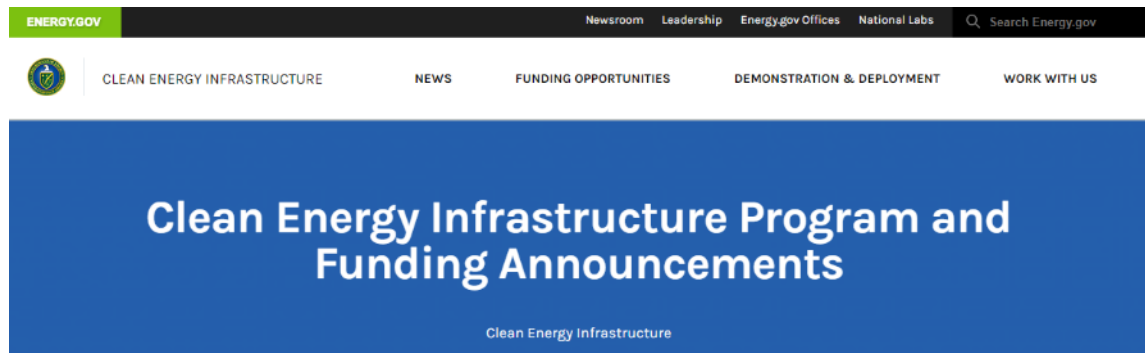 ENERGY.GOV Newsroom Leadership Energy.gov Offices National Labs Search Energy.gov
CLEAN ENERGY INFRASTRUCTURE NEWS FUNDING OPPORTUNITIES DEMONSTRATION & DEPLOYMENT WORK WITH US
Clean Energy Infrastructure Program and
Funding Announcements
Clean Energy Infrastructure